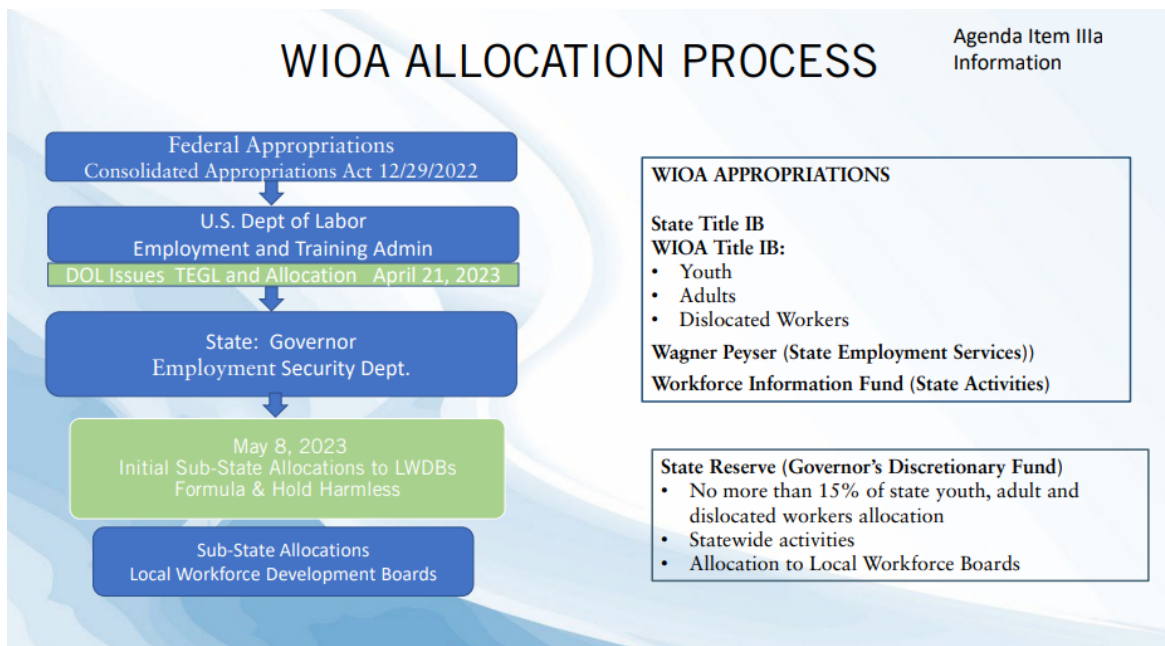 WIOA ALLOCATION PROCESS
Agenda Item IIIa
Information
Federal Appropriations
Consolidated Appropriations Act 12/29/2022
U.S. Dept of Labor
Employment and Training Admin
DOL Issues TEGL and Allocation April 21, 2023
State: Governor
Employment Security Dept.
May 8, 2023
Initial Sub-State Allocations to LWDBs
Formula & Hold Harmless
Sub-State Allocations
Local Workforce Development Boards
WIOA APPROPRIATIONS
State Title IB
WIOA Title IB:
• Youth
• Adults
• Dislocated Workers
Wagner Peyser (State Employment Services))
Workforce Information Fund (State Activities)
State Reserve (Governor's Discretionary Fund)
• No more than 15% of state youth, adult and
dislocated workers allocation
• Statewide activities
• Allocation to Local Workforce Boards